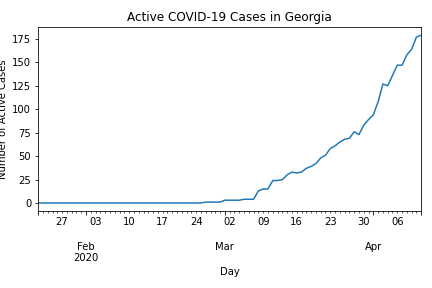 Active COVID-19 Cases in Georgia
Number of Active Cases
175
150
125
100
75
50
25
0
27 03 10 17 24 02 09 16 23 30 06
Feb Mar Apr
2020
Day